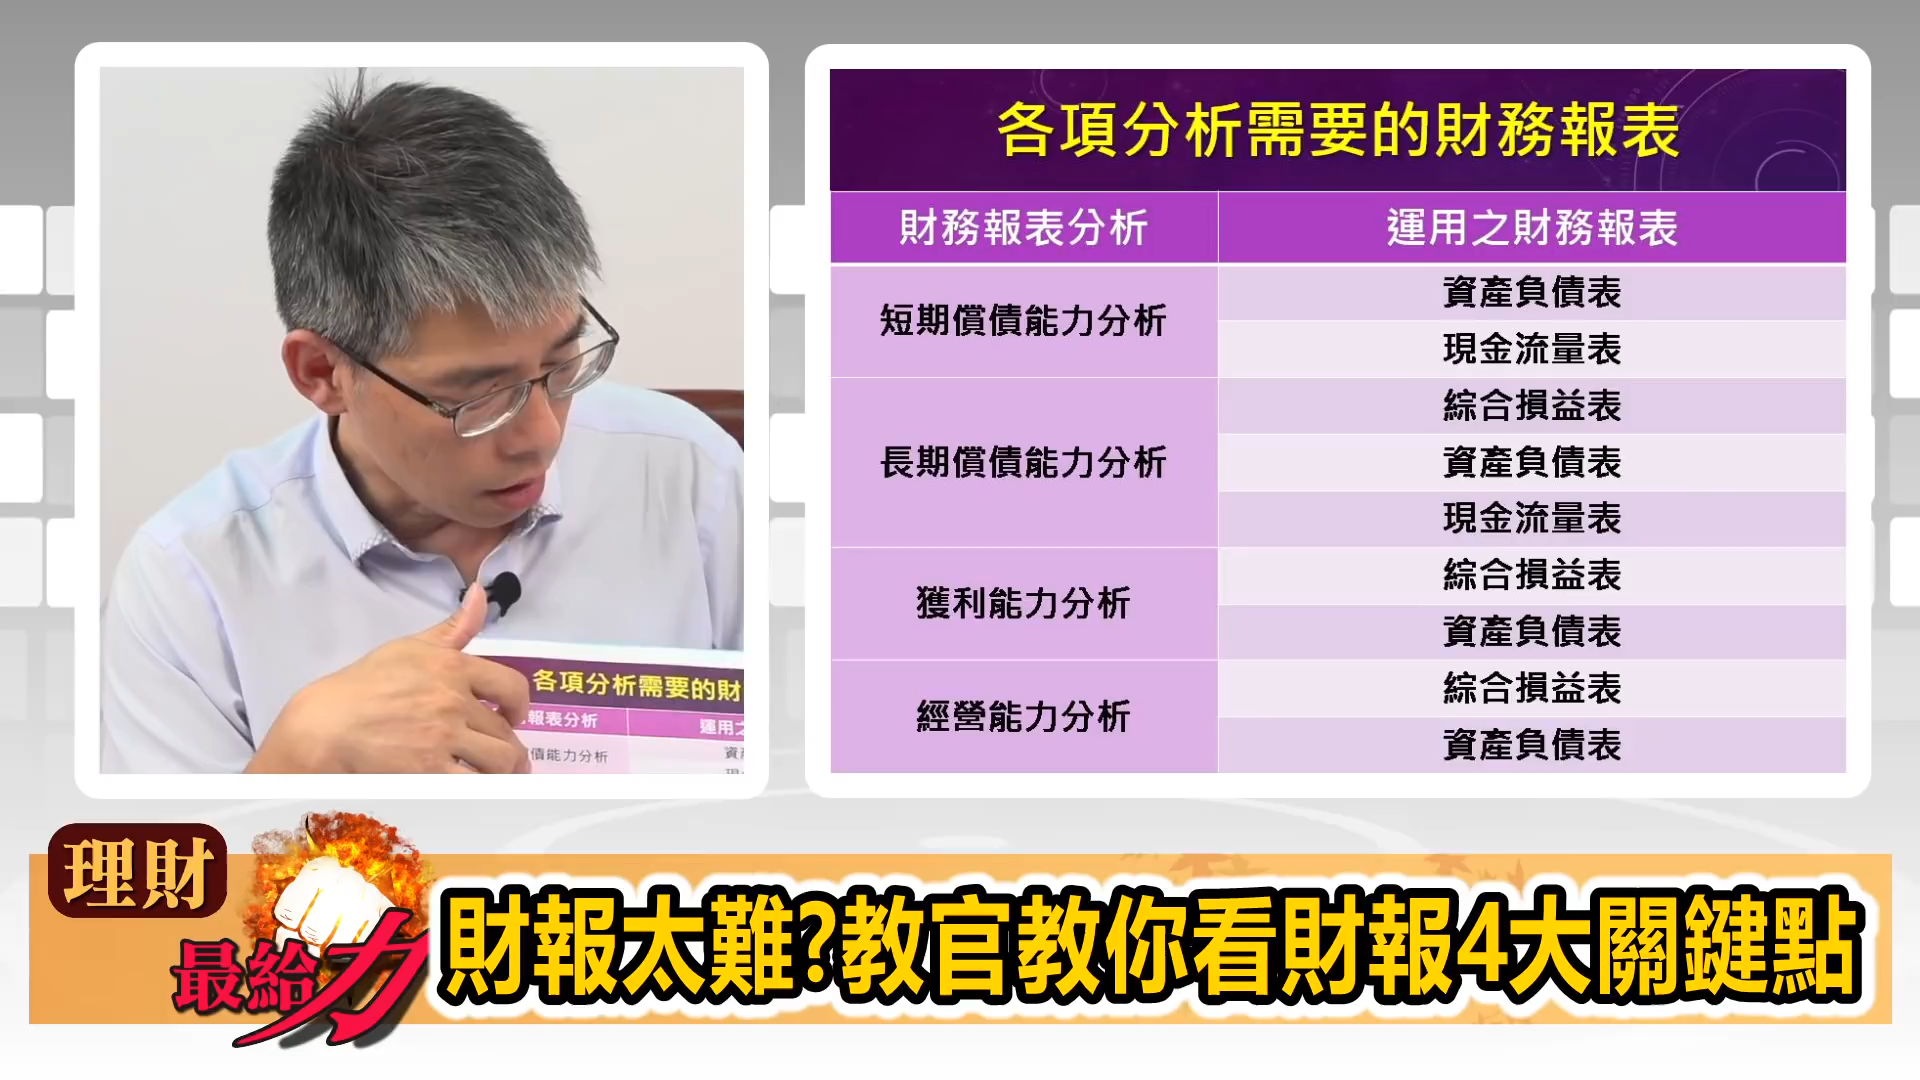 各項分析需要的財
報表分析
運用之
債能力分析
各項分析需要的財務報表
財務報表分析 運用之財務報表
短期償債能力分析
資產負債表
現金流量表
長期償債能力分析
綜合損益表
資產負債表
現金流量表
獲利能力分析
綜合損益表
資產負債表
經營能力分析
綜合損益表
資產負債表
理財
最給力
財報太難?教官教你看財報4大關鍵點